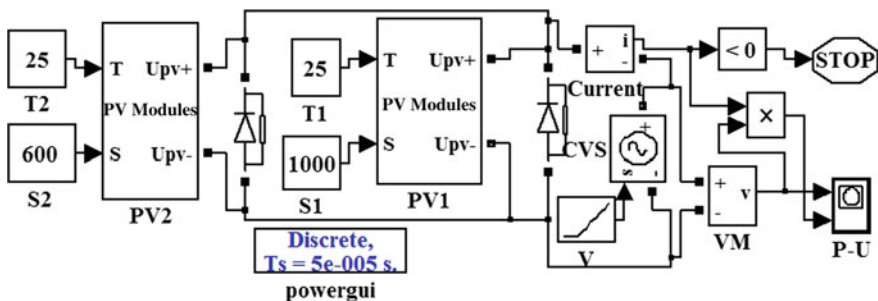 25
T2
600
S2
T
PV Modules
S
Upv+
Upv-
PV2
25
T1
1000
S1
T
PV Modules
S
Upv+
Upv-
PV1
Discrete,
Ts = 5e-005 s.
powergui
+
i
-
Current
CVS
+
s
-
V
< 0
STOP
×
+
-
v
VM
P-U